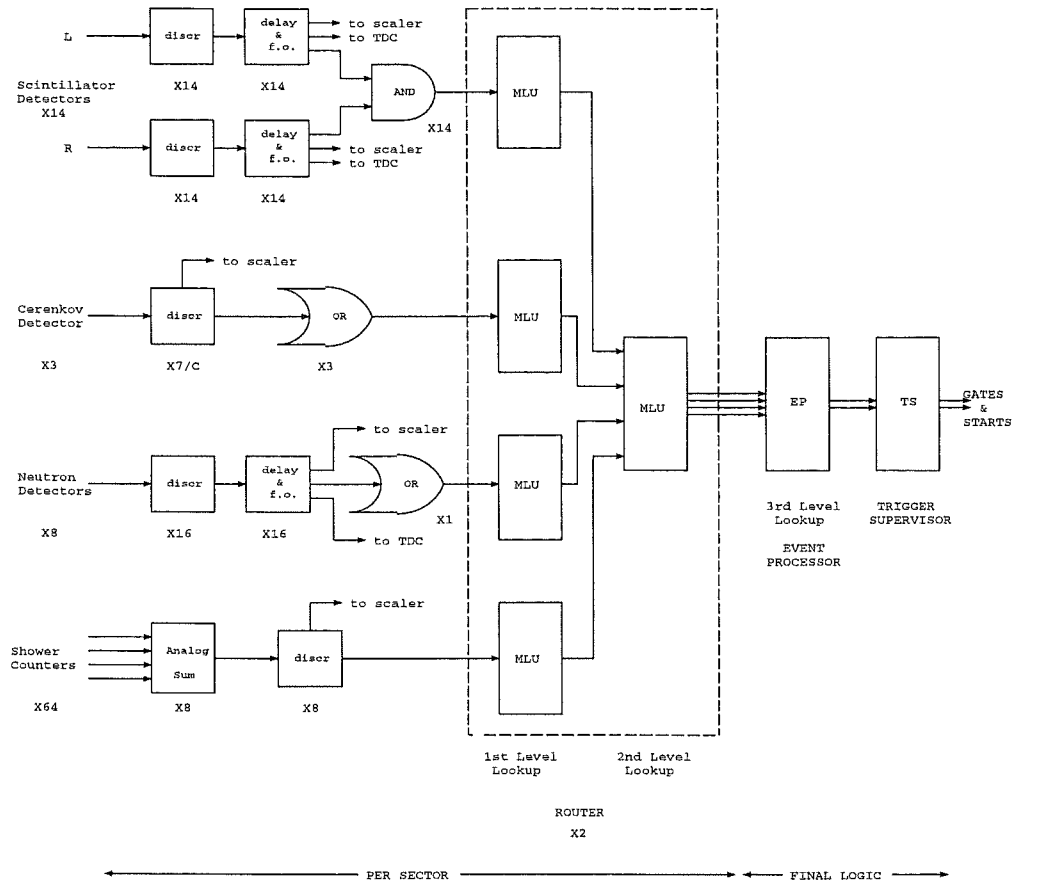 L
discr
X14
delay
&
f.o.
X14
to scaler
to TDC
Scintillator
Detectors
X14
AND
X14
MLU
R
discr
X14
delay
&
f.o.
X14
to scaler
to TDC
to scaler
Cerenkov
Detector
X3
discr
X7/C
OR
X3
MLU
MLU
EP
TS
GATES
&
STARTS
to scaler
Neutron
Detectors
X8
discr
X16
delay
&
f.o.
X16
OR
X1
to TDC
MLU
3rd Level
Lookup
EVENT
PROCESSOR
TRIGGER
SUPERVISOR
to scaler
Shower
Counters
X64
Analog
Sum
X8
discr
X8
MLU
1st Level
Lookup
2nd Level
Lookup
ROUTER
X2
PER SECTOR
FINAL LOGIC